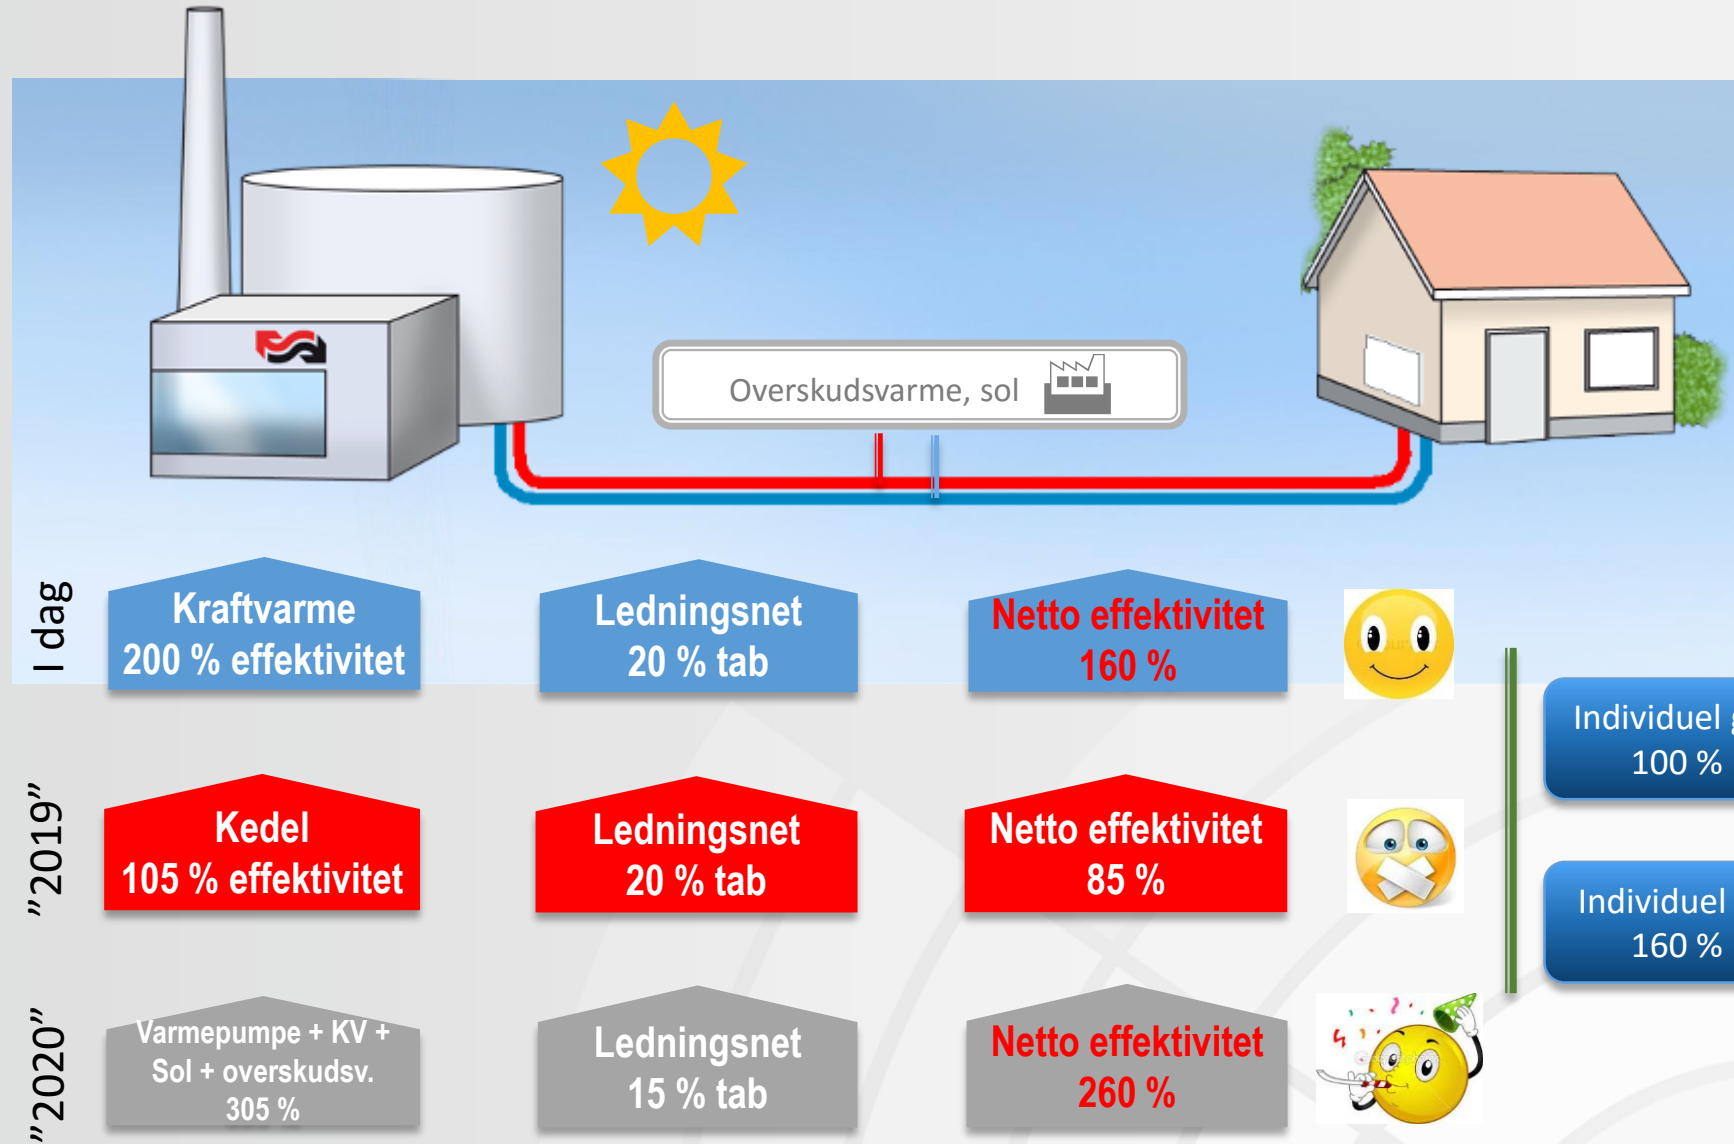 Overskudsvarme, sol
I dag
Kraftvarme
200 % effektivitet
Ledningsnet
20 % tab
Netto effektivitet
160 %
Individuel
100 %
"2019"
Kedel
105 % effektivitet
Ledningsnet
20 % tab
Netto effektivitet
85 %
Individuel
160 %
"2020"
Varmepumpe + KV +
Sol + overskudsv.
305 %
Ledningsnet
15 % tab
Netto effektivitet
260 %